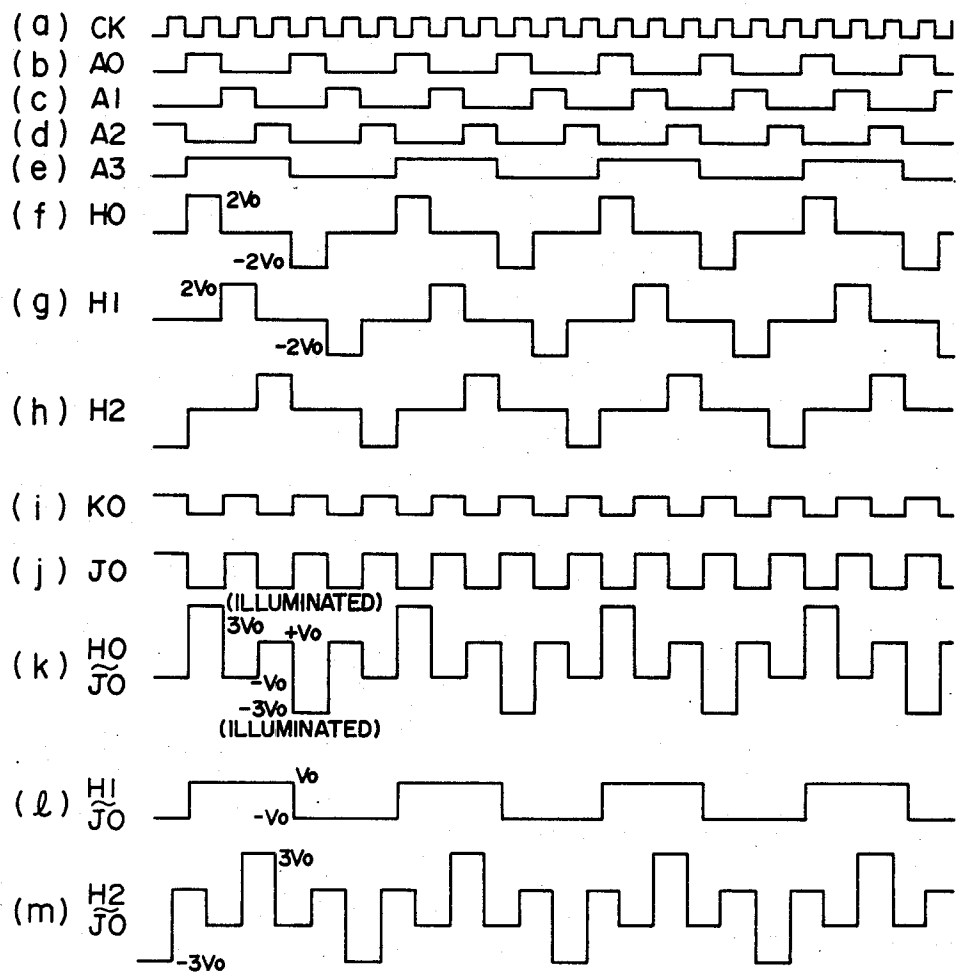 (a) CK
(b) A0
(c) A1
(d) A2
(e) A3
(f) H0
2Vo
-2Vo
(g) H1
2Vo
-2Vo
(h) H2
(i) K0
(j) J0
(ILLUMINATED)
(k) H0 ~ J0
3Vo
+Vo
-Vo
-3Vo
(ILLUMINATED)
(ℓ) H1 ~ J0
Vo
-Vo
(m) H2 ~ J0
3Vo
-3Vo